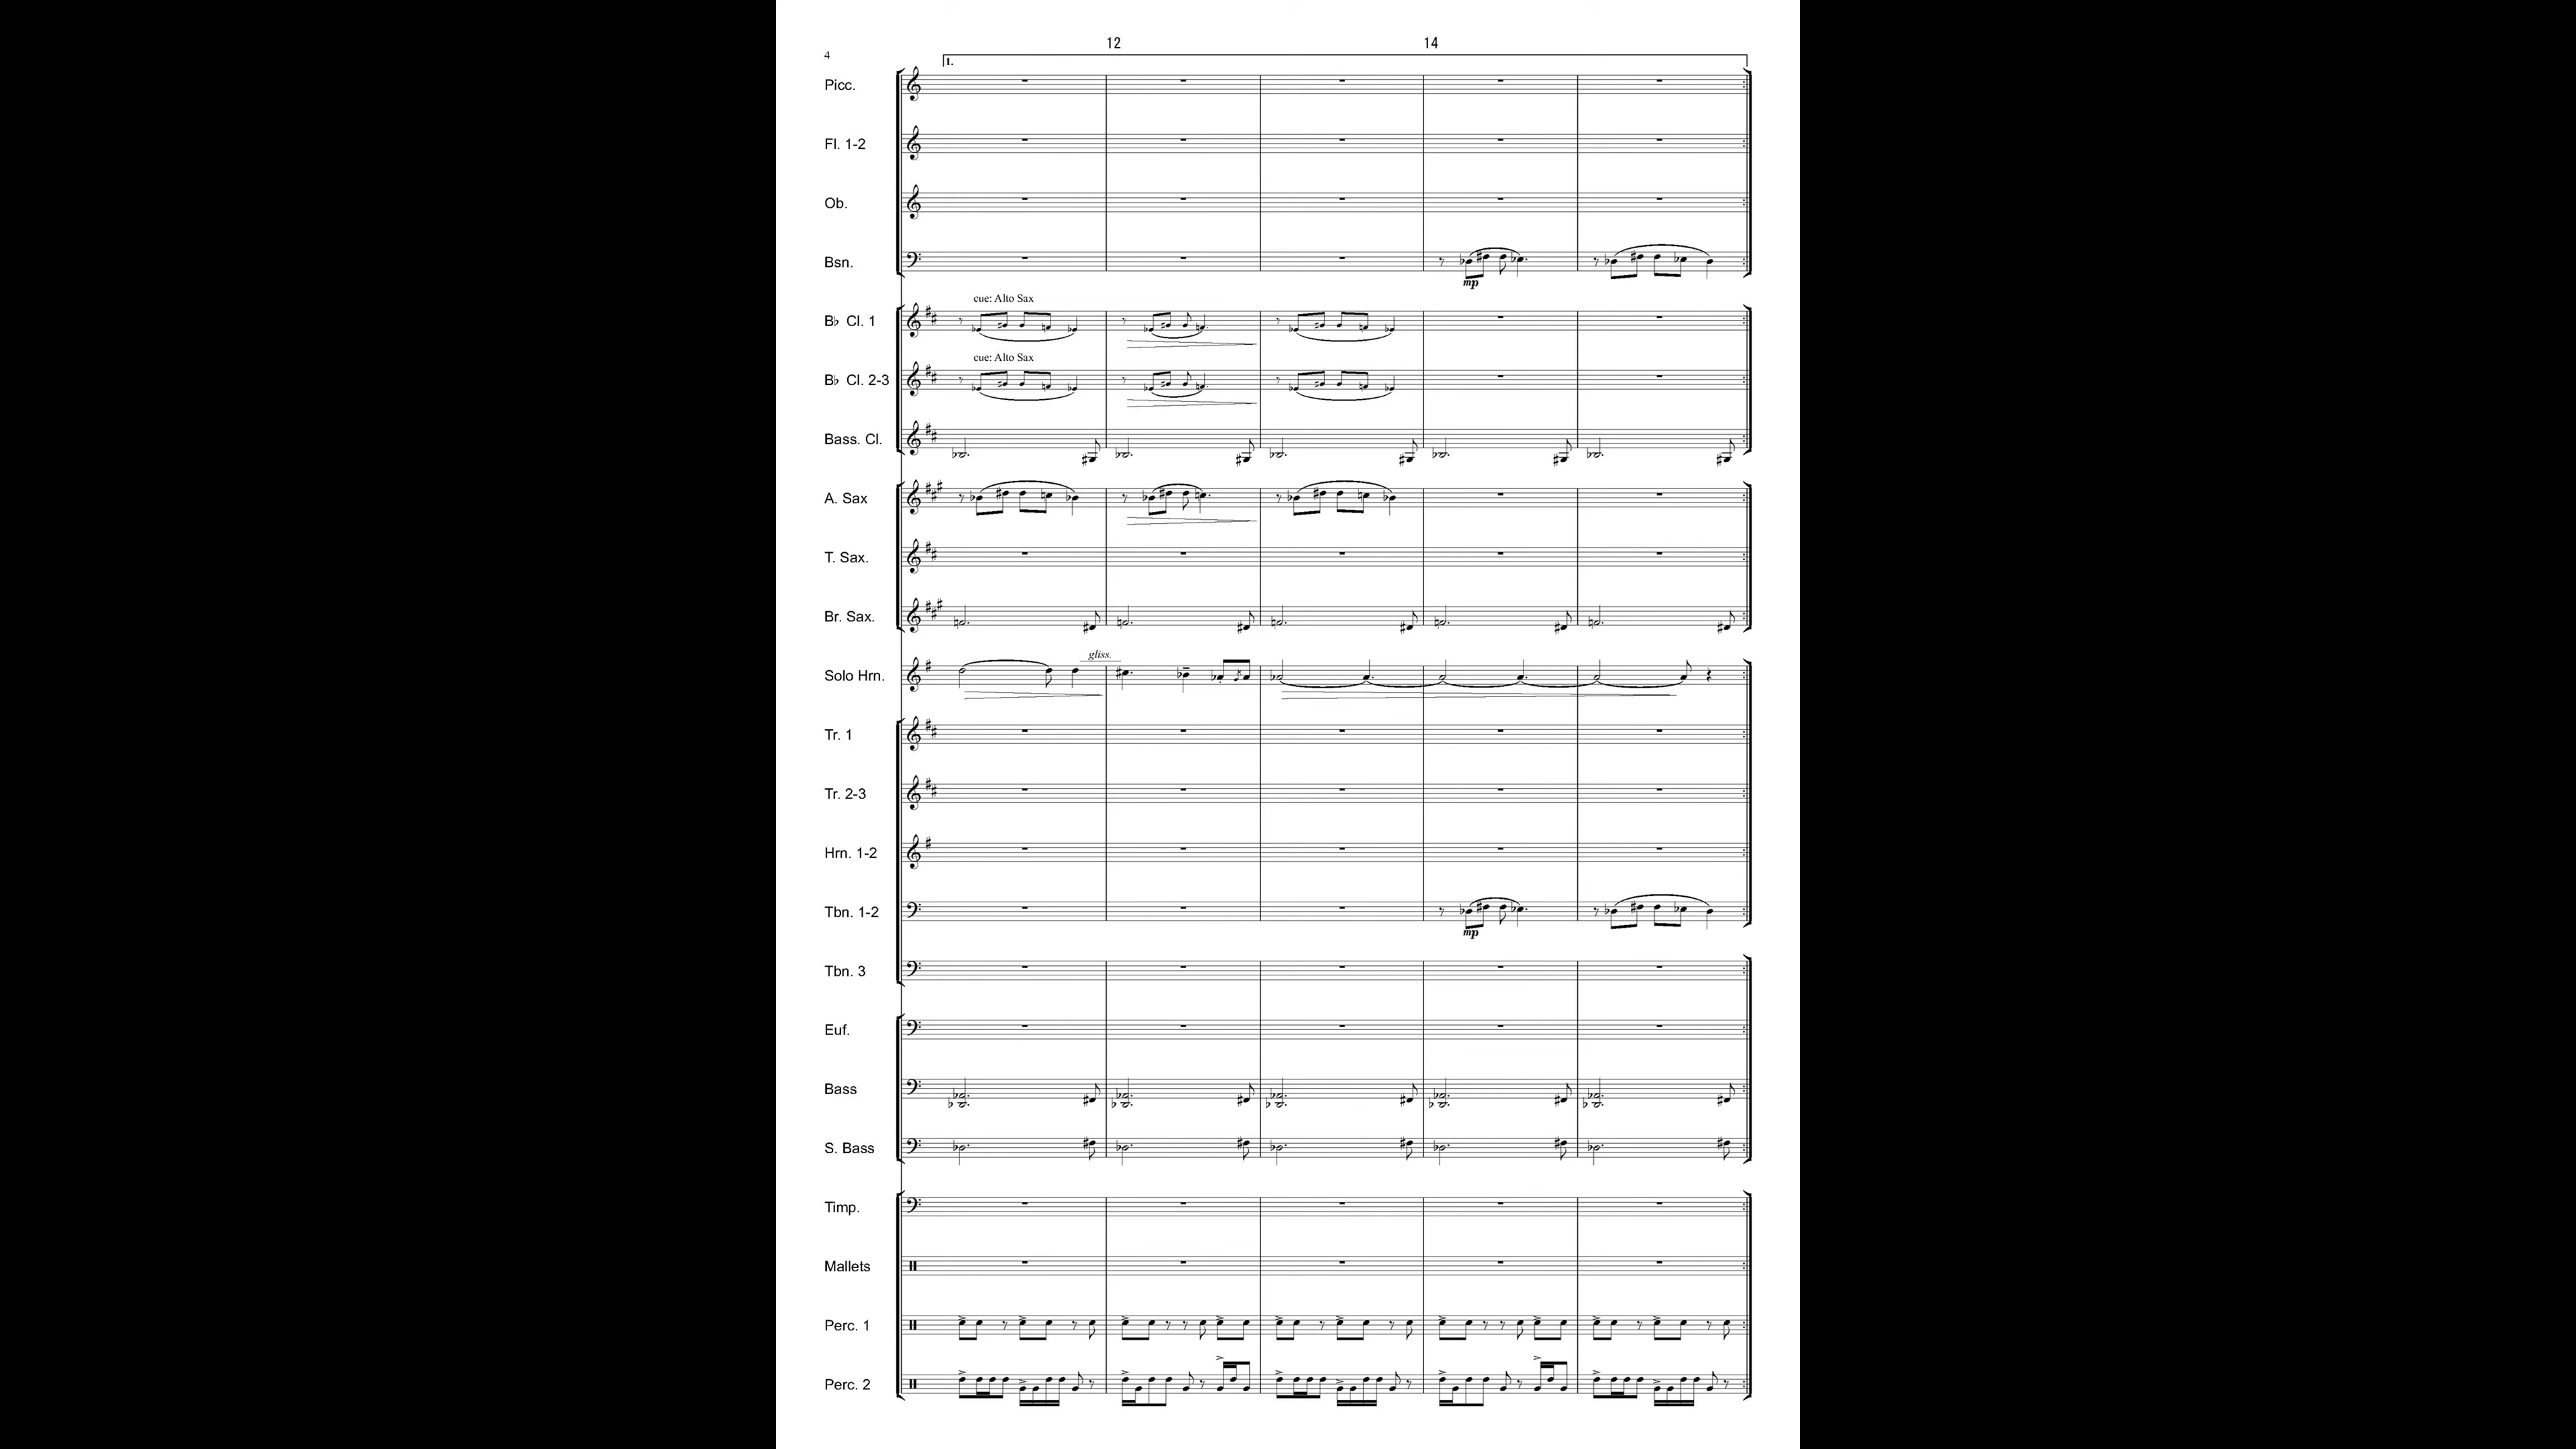 12 14
4
1.
Picc.
Fl. 1-2
Ob.
Bsn.
mp
cue: Alto Sax
B♭ Cl. 1
cue: Alto Sax
B♭ Cl. 2-3
Bass. Cl.
A. Sax
T. Sax.
Br. Sax.
gliss.
Solo Hrn.
Tr. 1
Tr. 2-3
Hrn. 1-2
Tbn. 1-2
mp
Tbn. 3
Euf.
Bass
S. Bass
Timp.
Mallets
Perc. 1
Perc. 2